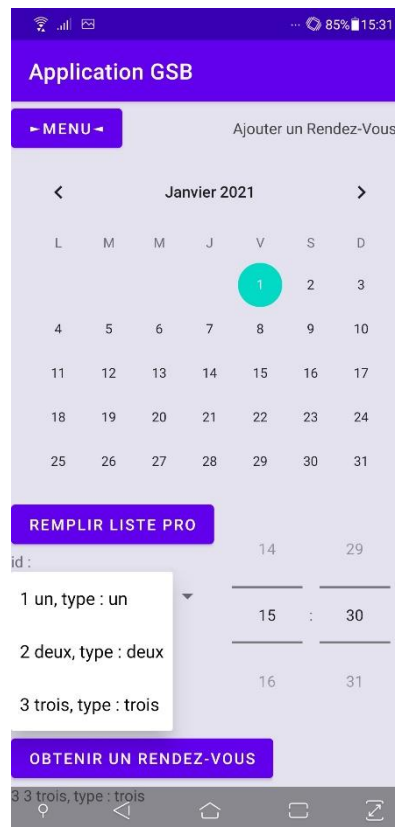 ... 85% 15:31
Application GSB
►MENU◄ Ajouter un Rendez-Vous
Janvier 2021
L M M J V S D
1 2 3
4 5 6 7 8 9 10
11 12 13 14 15 16 17
18 19 20 21 22 23 24
25 26 27 28 29 30 31
REMPLIR LISTE PRO
id :
14 29
1 un, type : un
15 : 30
2 deux, type : deux
16 31
3 trois, type : trois
OBTENIR UN RENDEZ-VOUS
3 3 trois, type : trois